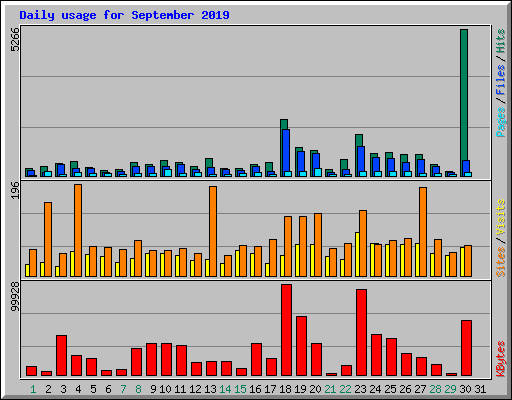 Daily usage for September 2019
5266
Pages / Files / Hits
196
Sites / Visits
99928
KBytes
1 2 3 4 5 6 7 8 9 10 11 12 13 14 15 16 17 18 19 20 21 22 23 24 25 26 27 28 29 30 31